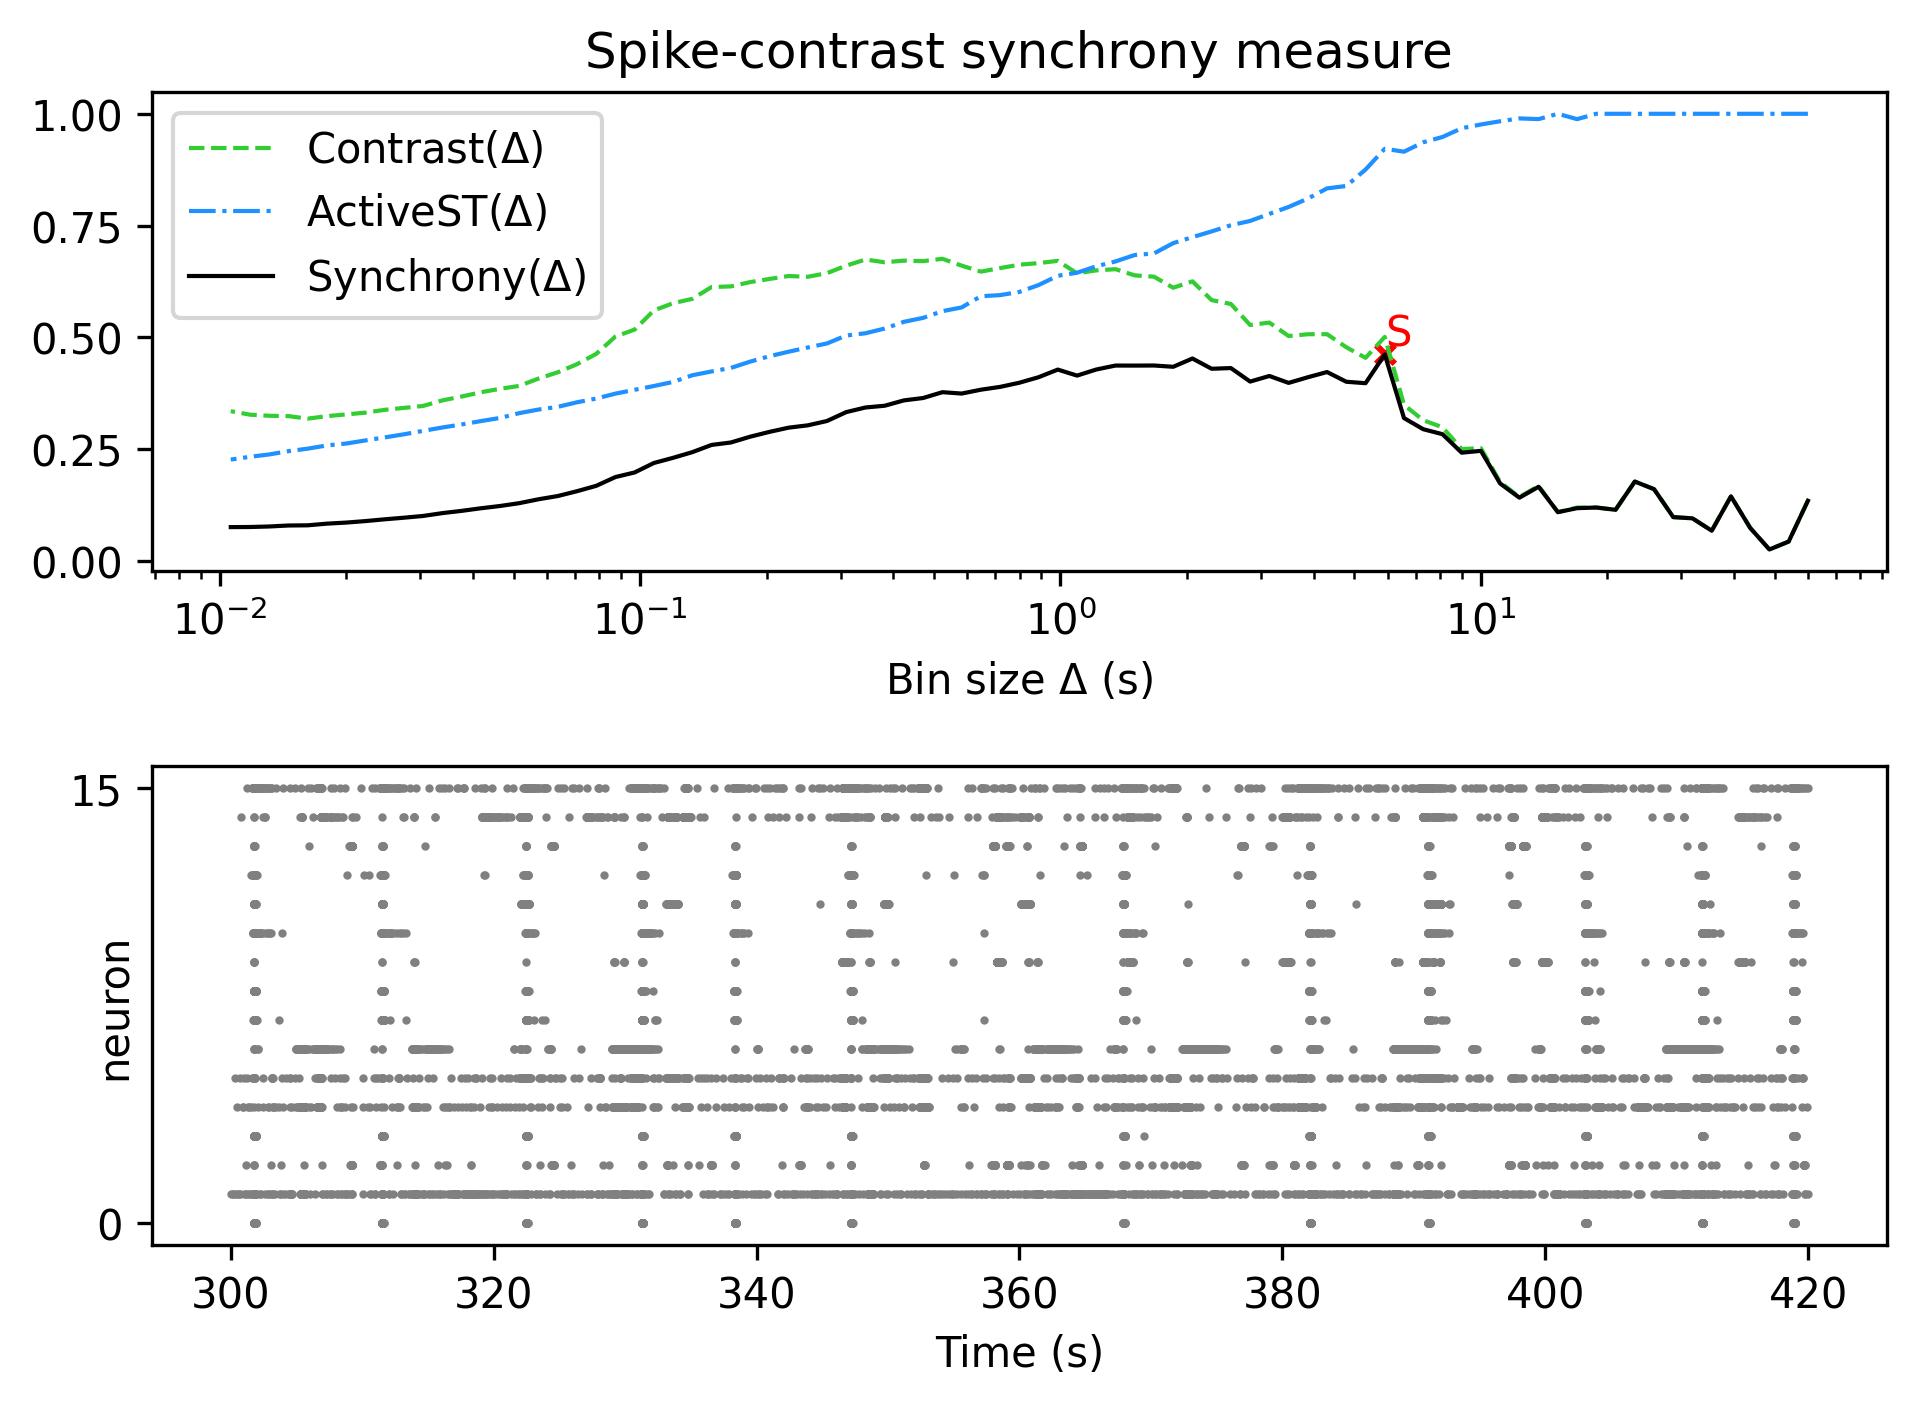 Spike-contrast synchrony measure
1.00
0.75
0.50
0.25
0.00
Contrast(Δ)
ActiveST(Δ)
Synchrony(Δ)
S
10⁻² 10⁻¹ 10⁰ 10¹
Bin size Δ (s)
15
0
neuron
300 320 340 360 380 400 420
Time (s)